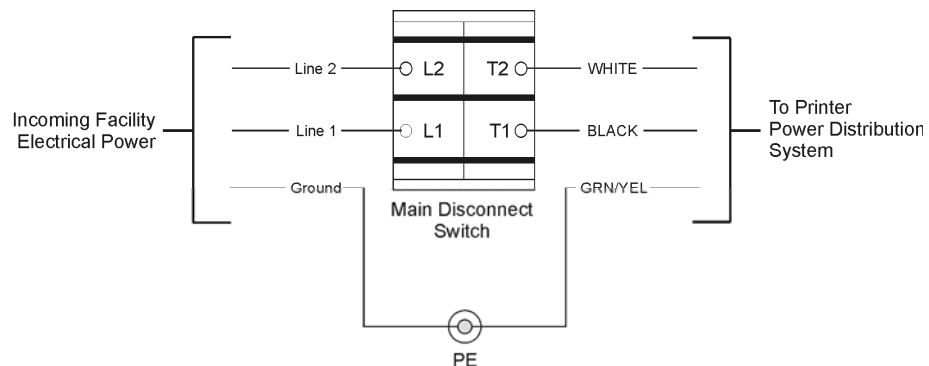 Incoming Facility
Electrical Power
Line 2
L2
T2
WHITE
Line 1
L1
T1
BLACK
Ground
GRN/YEL
Main Disconnect
Switch
PE
To Printer
Power Distribution
System